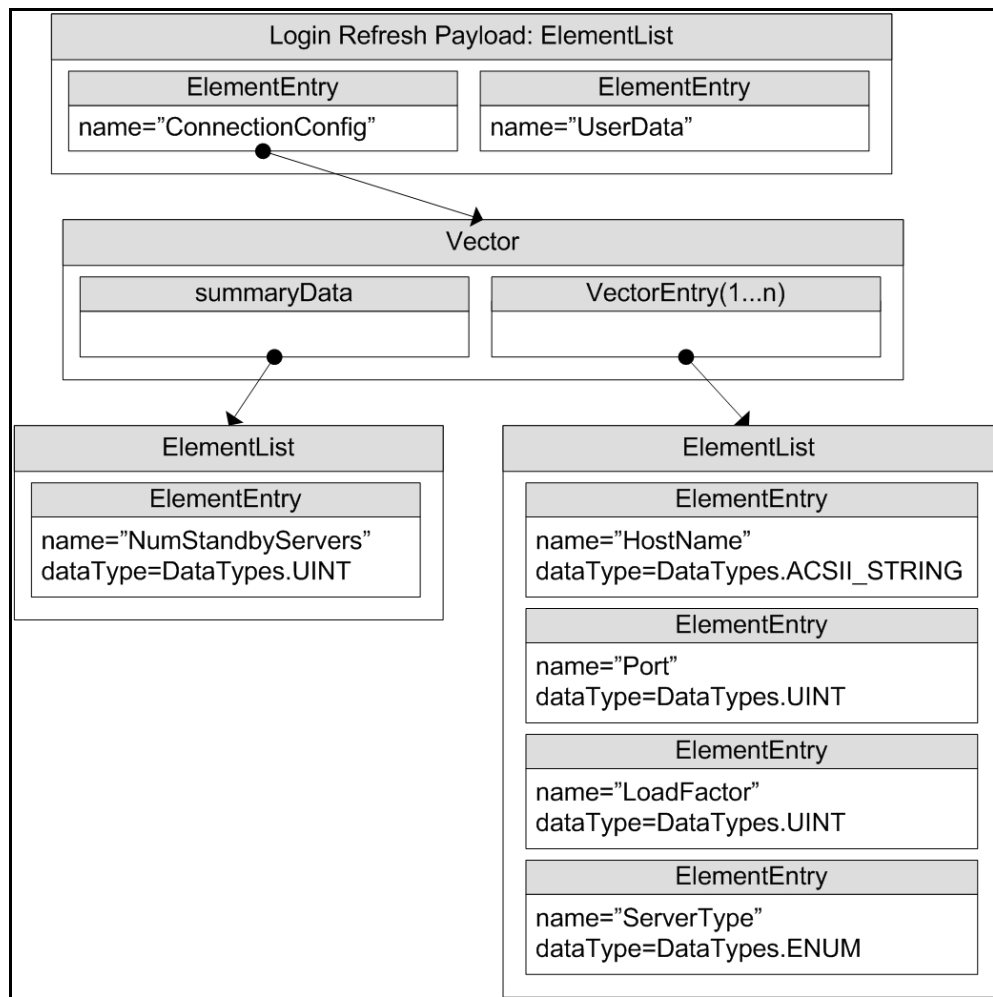 Login Refresh Payload: ElementList
ElementEntry
name=”ConnectionConfig”
ElementEntry
name=”UserData”
Vector
summaryData
VectorEntry(1...n)
ElementList
ElementEntry
name=”NumStandbyServers”
dataType=DataTypes.UINT
ElementList
ElementEntry
name=”HostName”
dataType=DataTypes.ACSII_STRING
ElementEntry
name=”Port”
dataType=DataTypes.UINT
ElementEntry
name=”LoadFactor”
dataType=DataTypes.UINT
ElementEntry
name=”ServerType”
dataType=DataTypes.ENUM